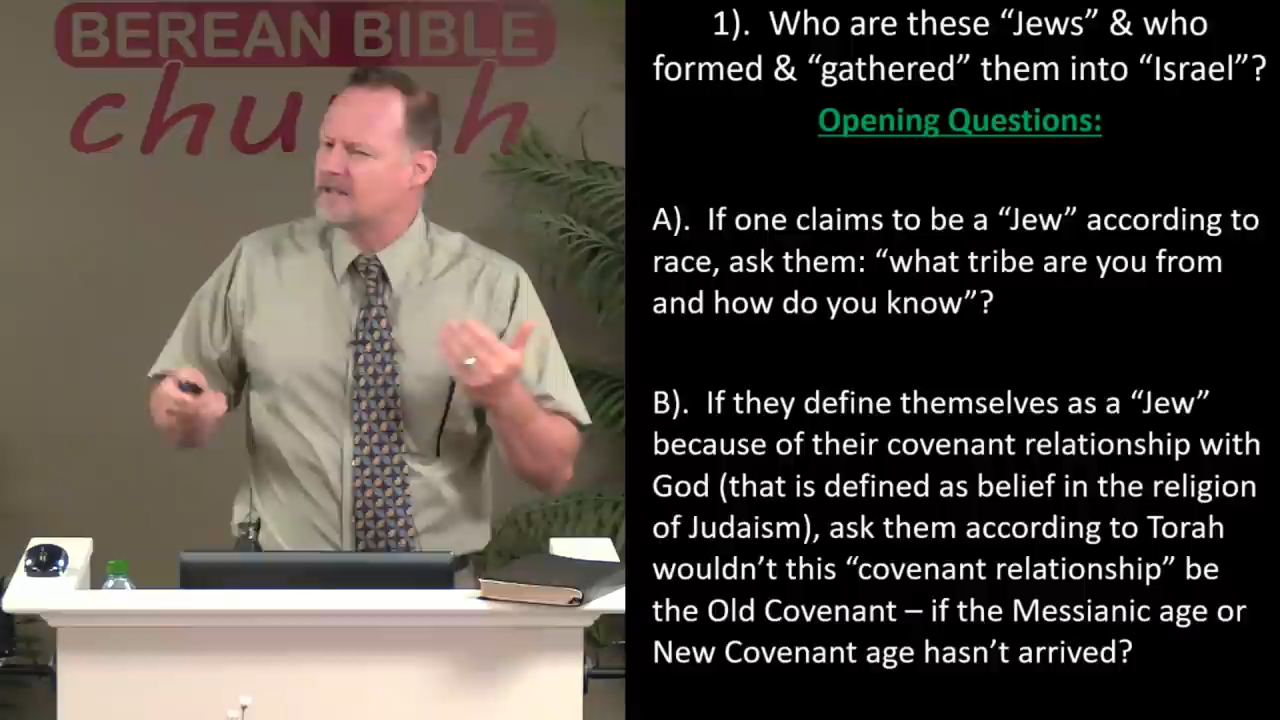 BEREAN BIBLE
church
1). Who are these “Jews” & who
formed & “gathered” them into “Israel”?
Opening Questions:
A). If one claims to be a “Jew” according to
race, ask them: “what tribe are you from
and how do you know”?
B). If they define themselves as a “Jew”
because of their covenant relationship with
God (that is defined as belief in the religion
of Judaism), ask them according to Torah
wouldn’t this “covenant relationship” be
the Old Covenant – if the Messianic age or
New Covenant age hasn’t arrived?